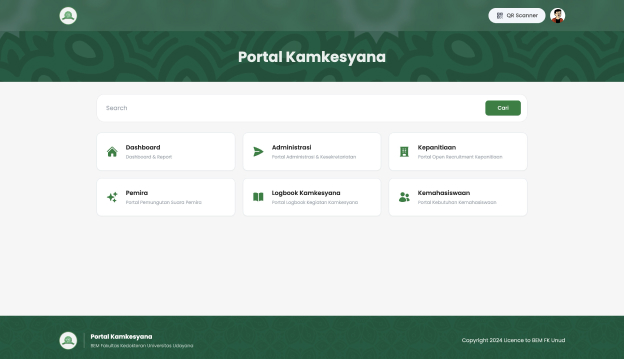 QR Scanner
Portal Kamkesyana
Search
Cari
Dashboard
Dashboard & Report
Administrasi
Portal Administrasi & Kesekretariatan
Kepanitiaan
Portal Open Recruitment Kepanitiaan
Pemira
Portal Pemungutan Suara Pemira
Logbook Kamkesyana
Portal Logbook Kegiatan Kamkesyana
Kemahasiswaan
Portal Kebutuhan Kemahasiswaan
Portal Kamkesyana
BEM Fakultas Kedokteran Universitas Udayana
Copyright 2024 Licence to BEM FK Unud